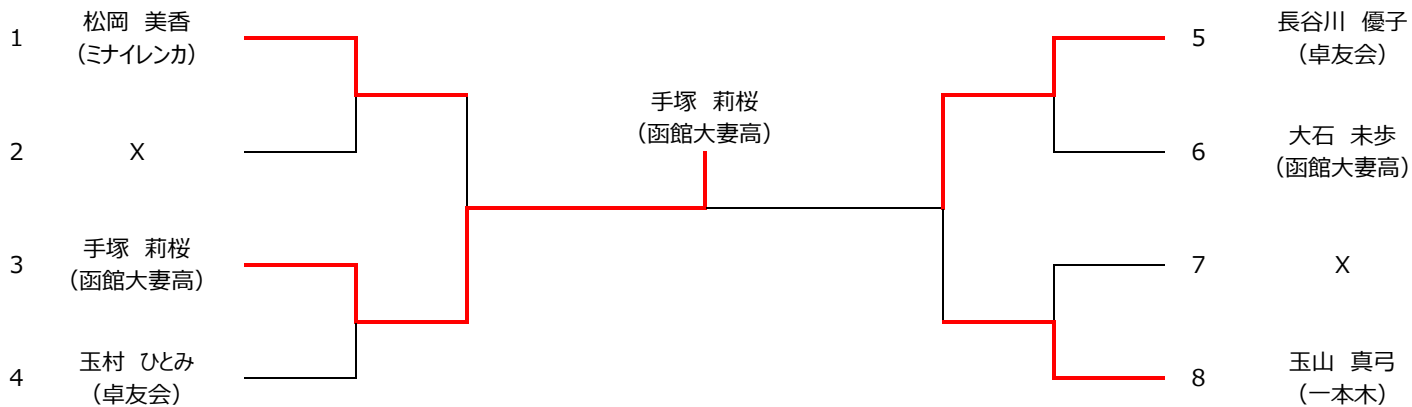 1
松岡 美香
(ミナイレンカ)
2
X
3
手塚 莉桜
(函館大妻高)
4
玉村 ひとみ
(卓友会)
手塚 莉桜
(函館大妻高)
5
長谷川 優子
(卓友会)
6
大石 未歩
(函館大妻高)
7
X
8
玉山 真弓
(一本木)